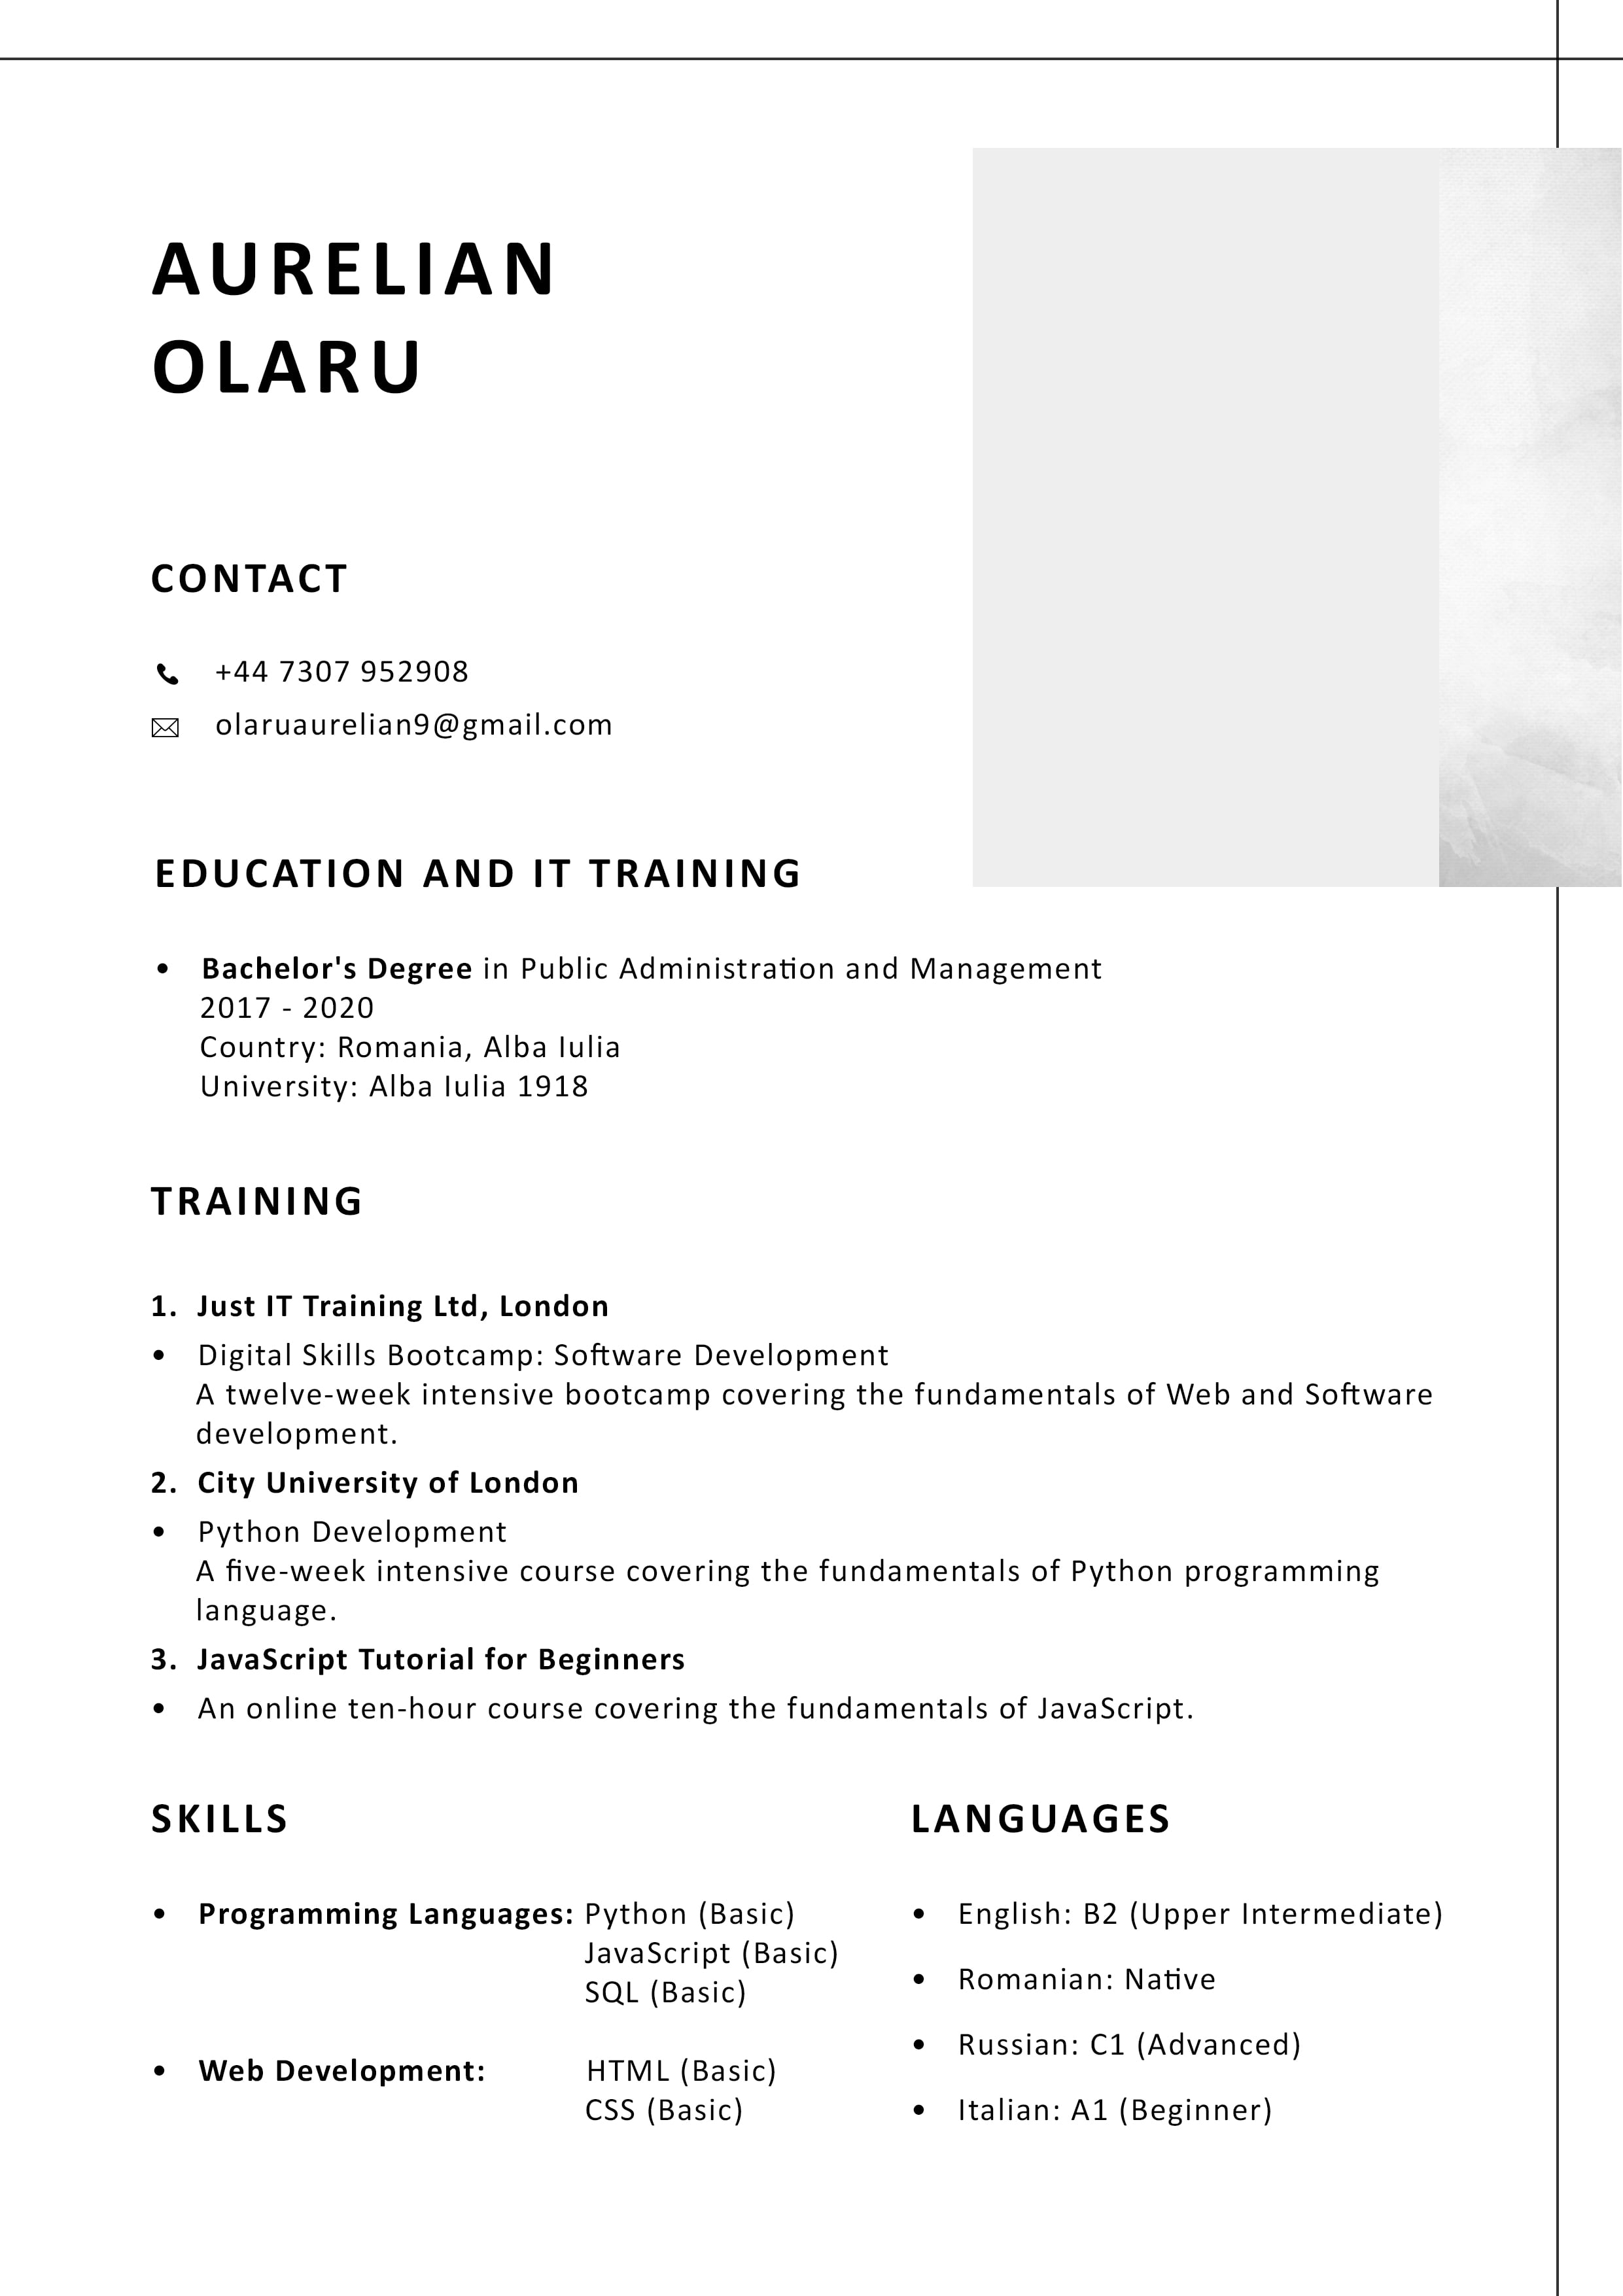 AURELIAN
OLARU
CONTACT
+44 7307 952908
olaruaurelian9@gmail.com
EDUCATION AND IT TRAINING
• Bachelor's Degree in Public Administration and Management
2017 - 2020
Country: Romania, Alba Iulia
University: Alba Iulia 1918
TRAINING
1. Just IT Training Ltd, London
• Digital Skills Bootcamp: Software Development
A twelve-week intensive bootcamp covering the fundamentals of Web and Software
development.
2. City University of London
• Python Development
A five-week intensive course covering the fundamentals of Python programming
language.
3. JavaScript Tutorial for Beginners
• An online ten-hour course covering the fundamentals of JavaScript.
SKILLS
• Programming Languages: Python (Basic)
JavaScript (Basic)
SQL (Basic)
• Web Development: HTML (Basic)
CSS (Basic)
LANGUAGES
• English: B2 (Upper Intermediate)
• Romanian: Native
• Russian: C1 (Advanced)
• Italian: A1 (Beginner)